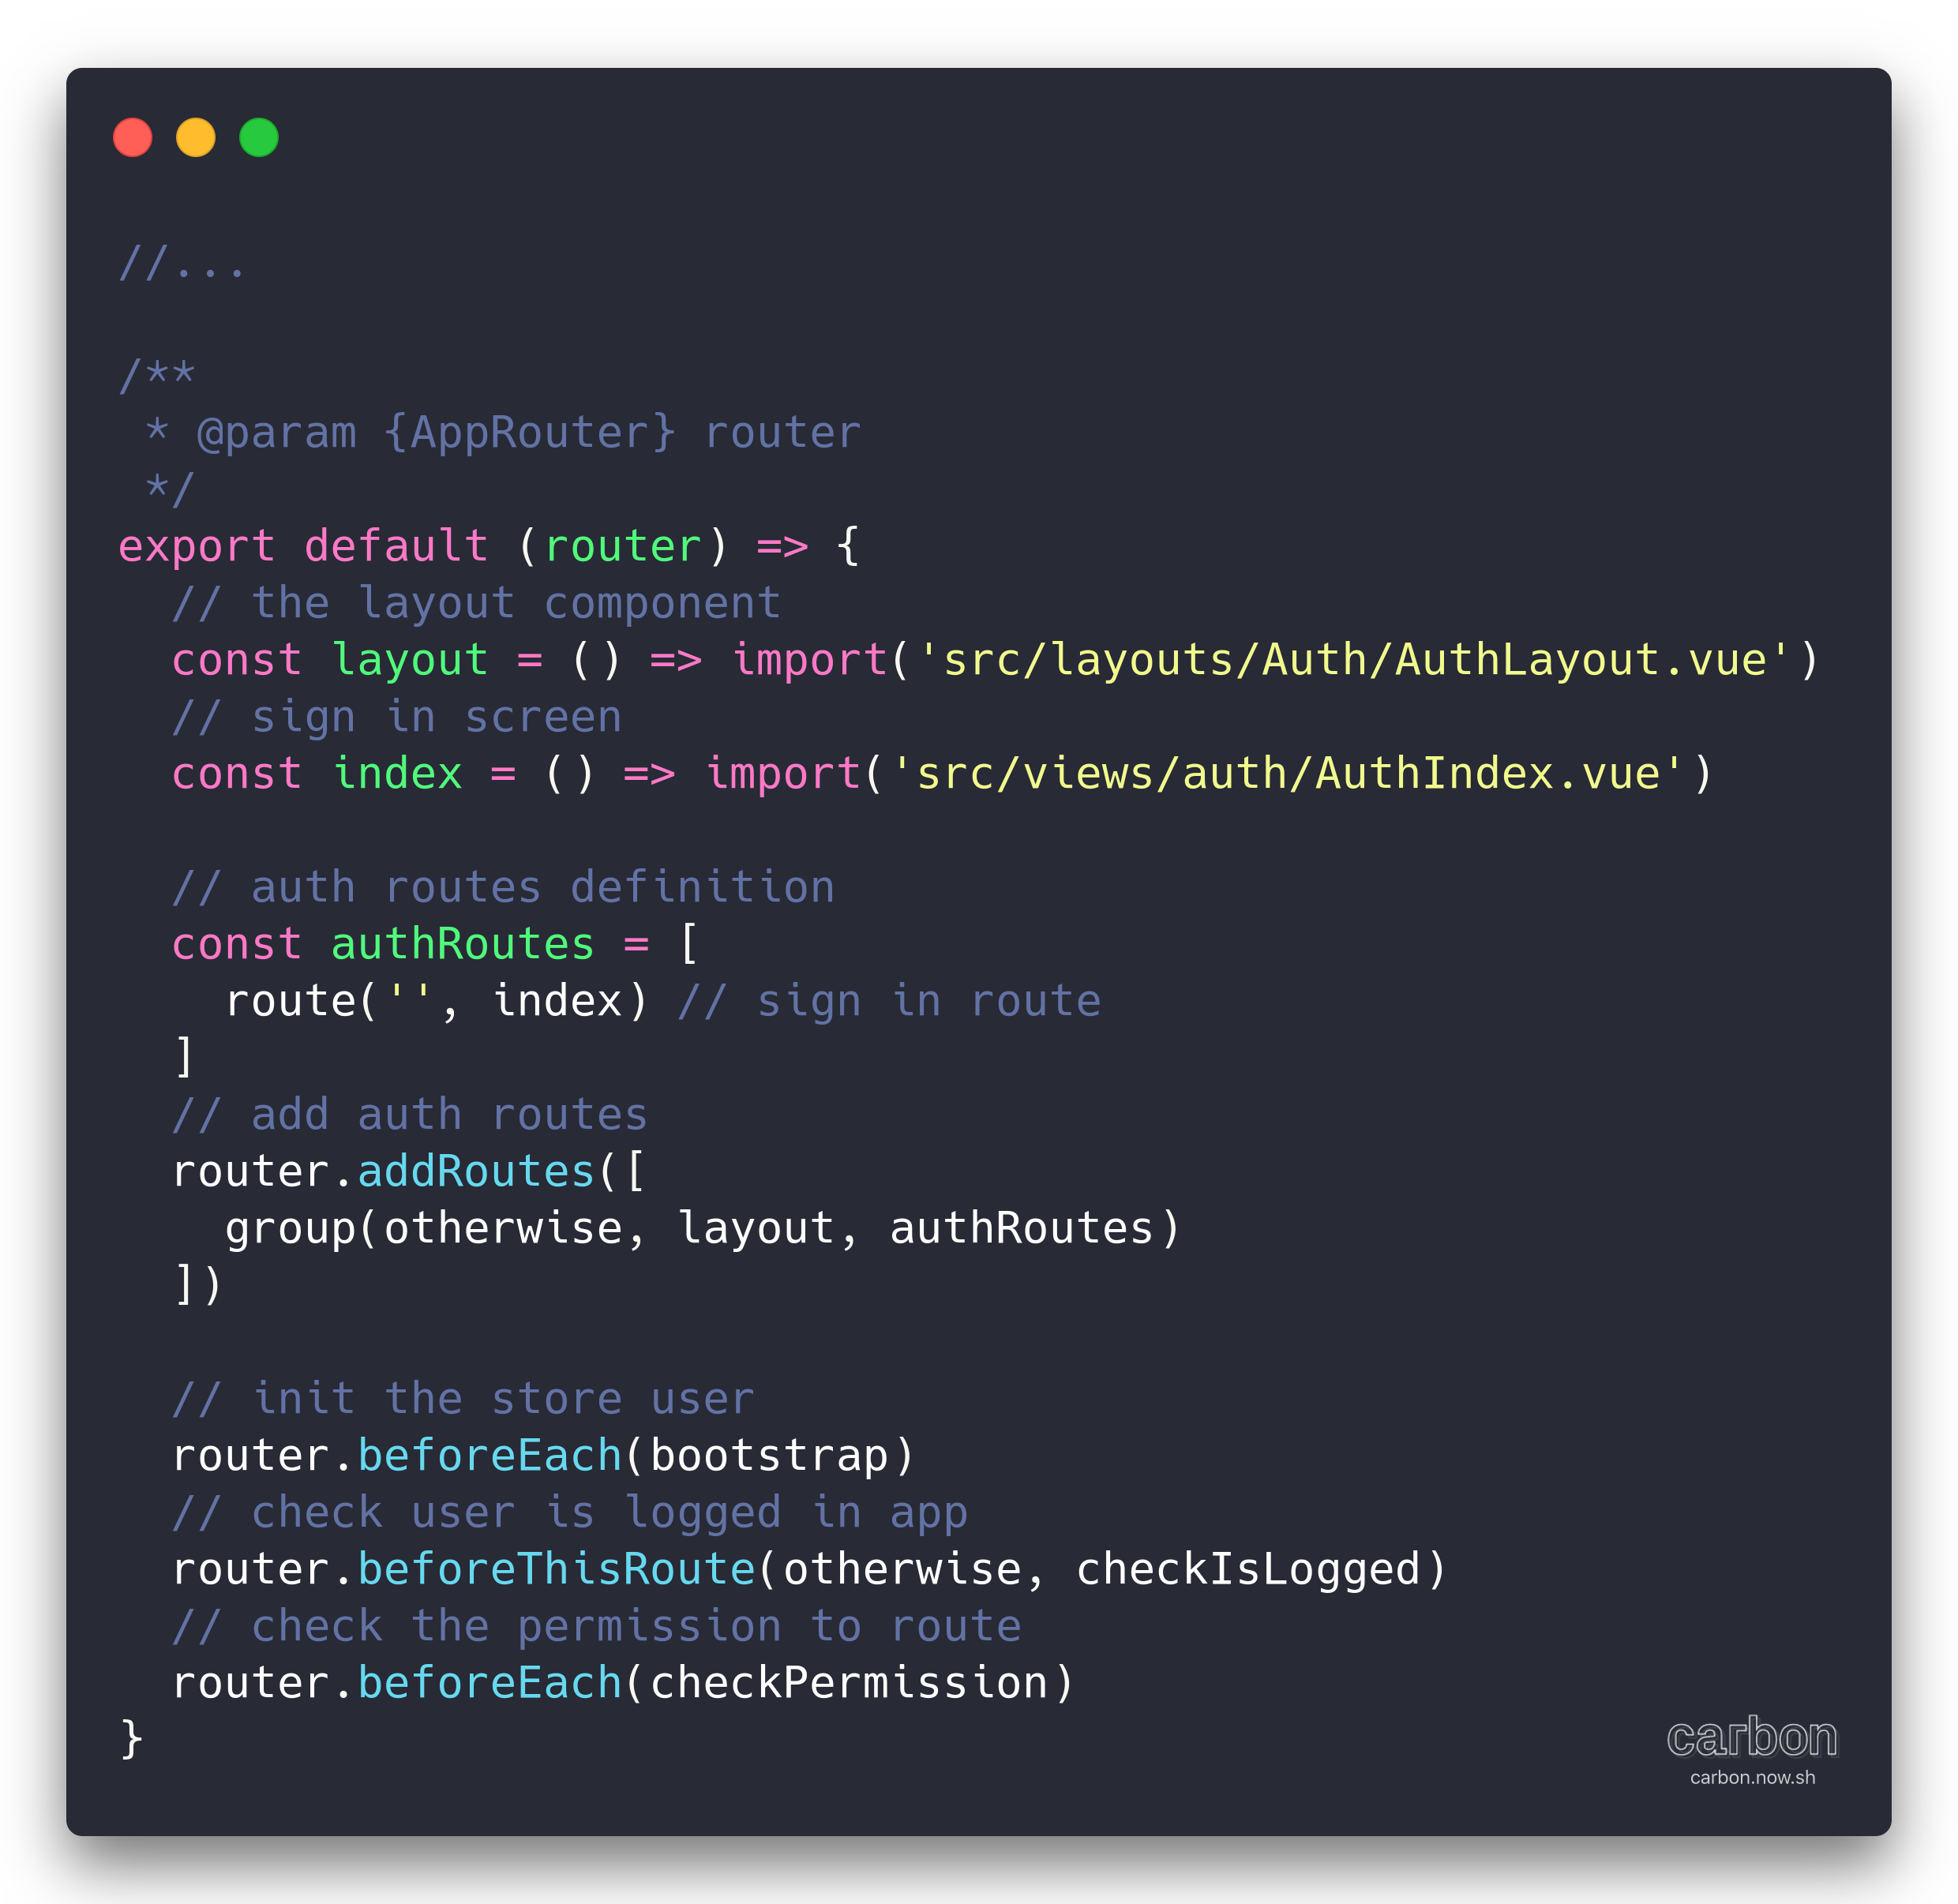 //...

/**
 * @param {AppRouter} router
 */
export default (router) => {
  // the layout component
  const layout = () => import('src/layouts/Auth/AuthLayout.vue')
  // sign in screen
  const index = () => import('src/views/auth/AuthIndex.vue')

  // auth routes definition
  const authRoutes = [
    route('', index) // sign in route
  ]
  // add auth routes
  router.addRoutes([
    group(otherwise, layout, authRoutes)
  ])

  // init the store user
  router.beforeEach(bootstrap)
  // check user is logged in app
  router.beforeThisRoute(otherwise, checkIsLogged)
  // check the permission to route
  router.beforeEach(checkPermission)
}
carbon
carbon.now.sh